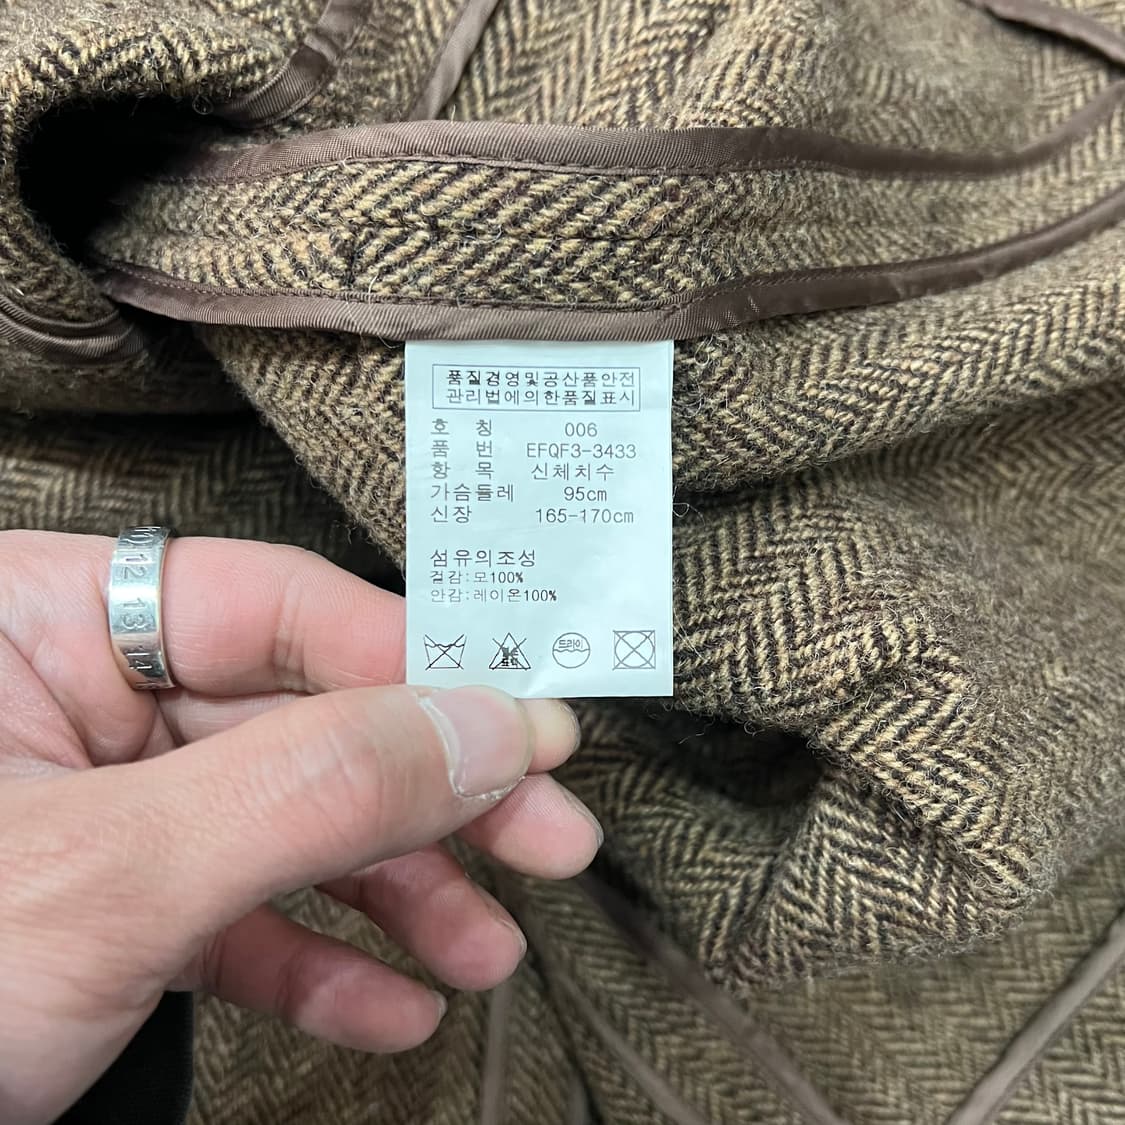 품질경영및공산품안전
관리법에의한품질표시
호 칭 006
품 번 EFQF3-3433
항 목 신체치수
가슴둘레 95cm
신장 165-170cm
섬유의조성
겉감:모100%
안감:레이온100%
드라이
12 13 14